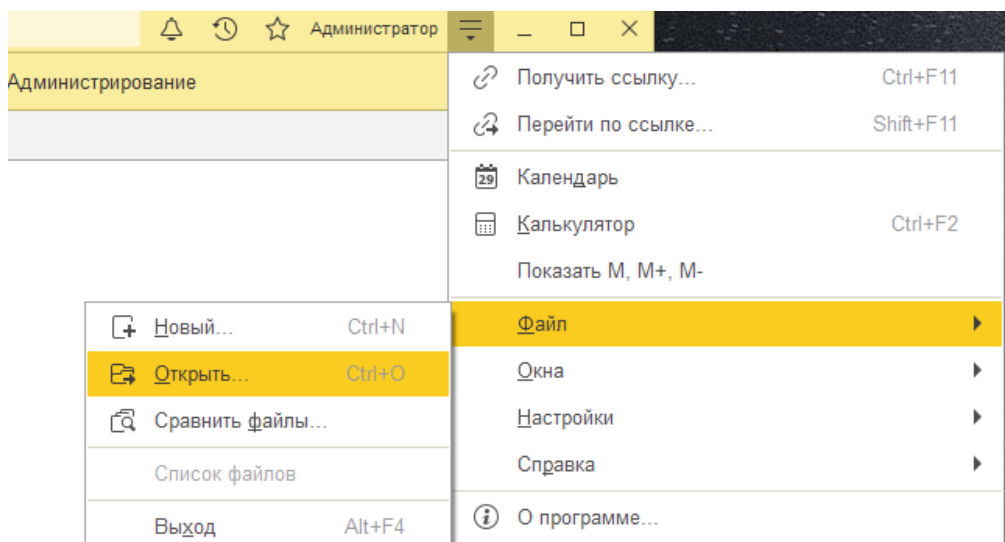 Администратор
Администрирование
Получить ссылку... Ctrl+F11
Перейти по ссылке... Shift+F11
29 Календарь
Калькулятор Ctrl+F2
Показать M, M+, M-
Файл
Окна
Настройки
Справка
О программе...
Новый... Ctrl+N
Открыть... Ctrl+O
Сравнить файлы...
Список файлов
Выход Alt+F4